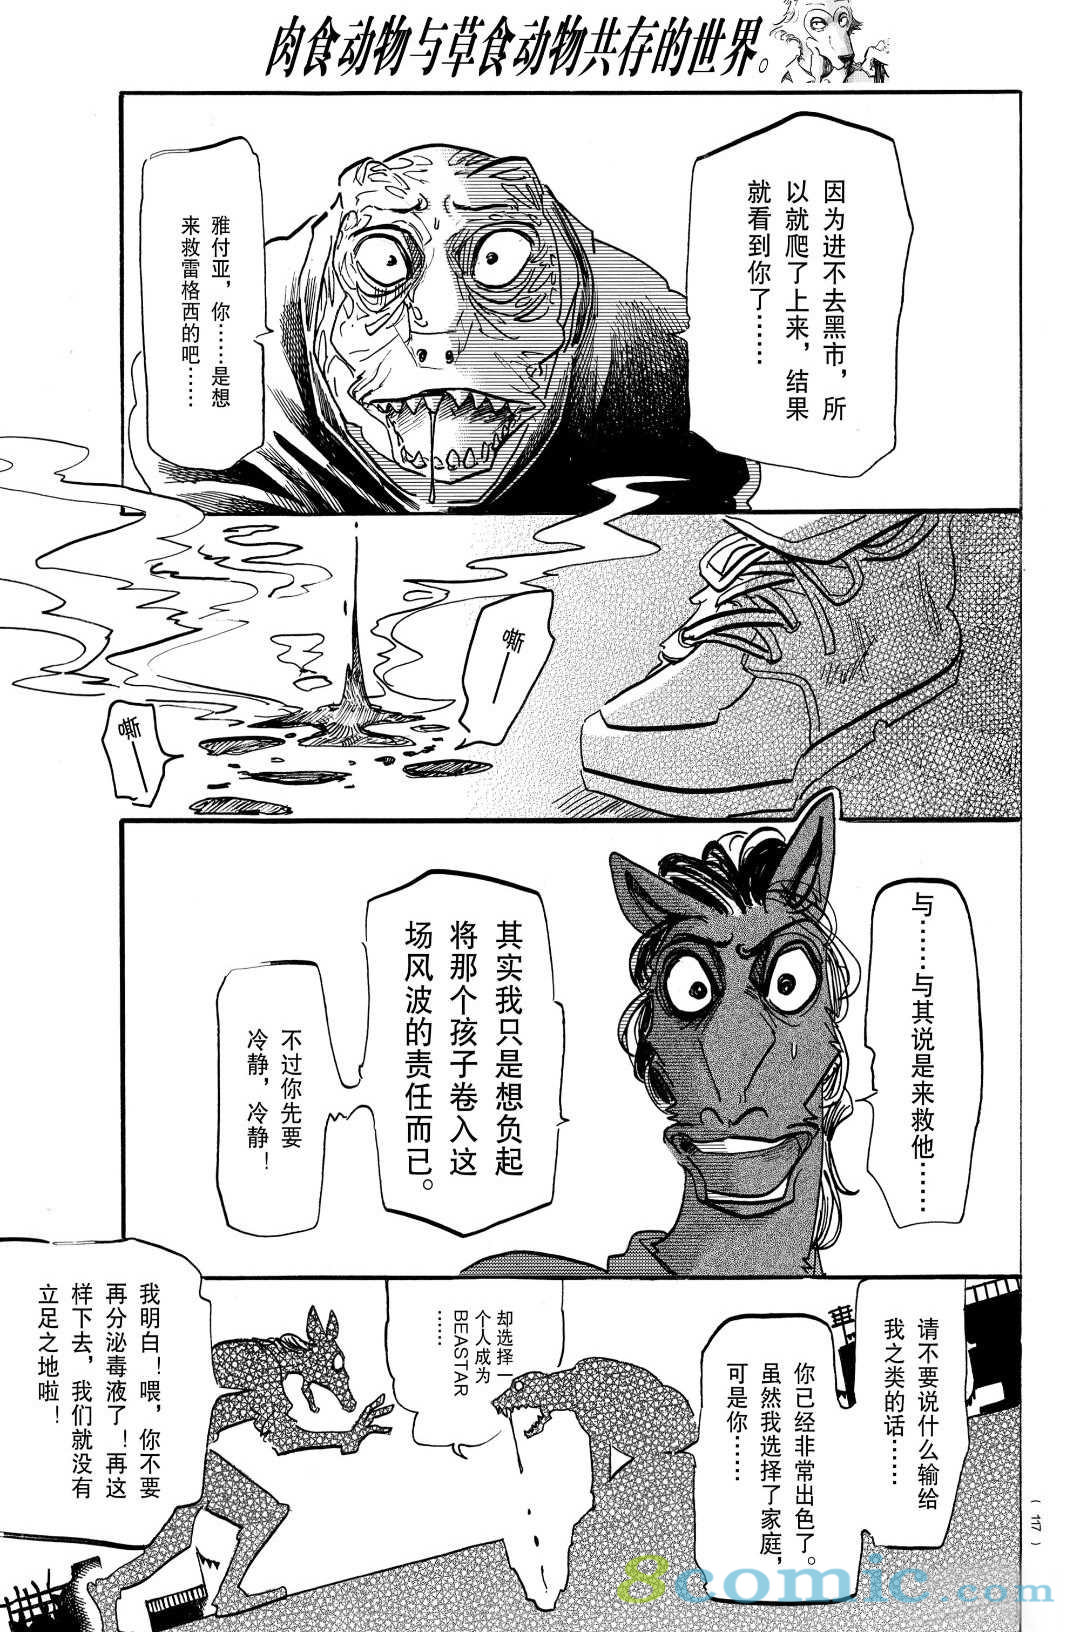 肉食动物与草食动物共存的世界。
因为进不去黑市，所
以就爬了上来，结果
就看到你了……
雅付亚，你……是想
来救雷格西的吧……
嘶——
嘶——
与……与其说是来救他……
其实我只是想负起
将那个孩子卷入这
场风波的责任而已。
不过你先要
冷静，冷静！
请不要说什么输给
我之类的话……
你已经非常出色了。
虽然我选择了家庭，
可是你……
却选择一
个人成为
BEASTAR
……
我明白！喂，你不要
再分泌毒液了！再这
样下去，我们就没有
立足之地啦！
(117)
8comic.com